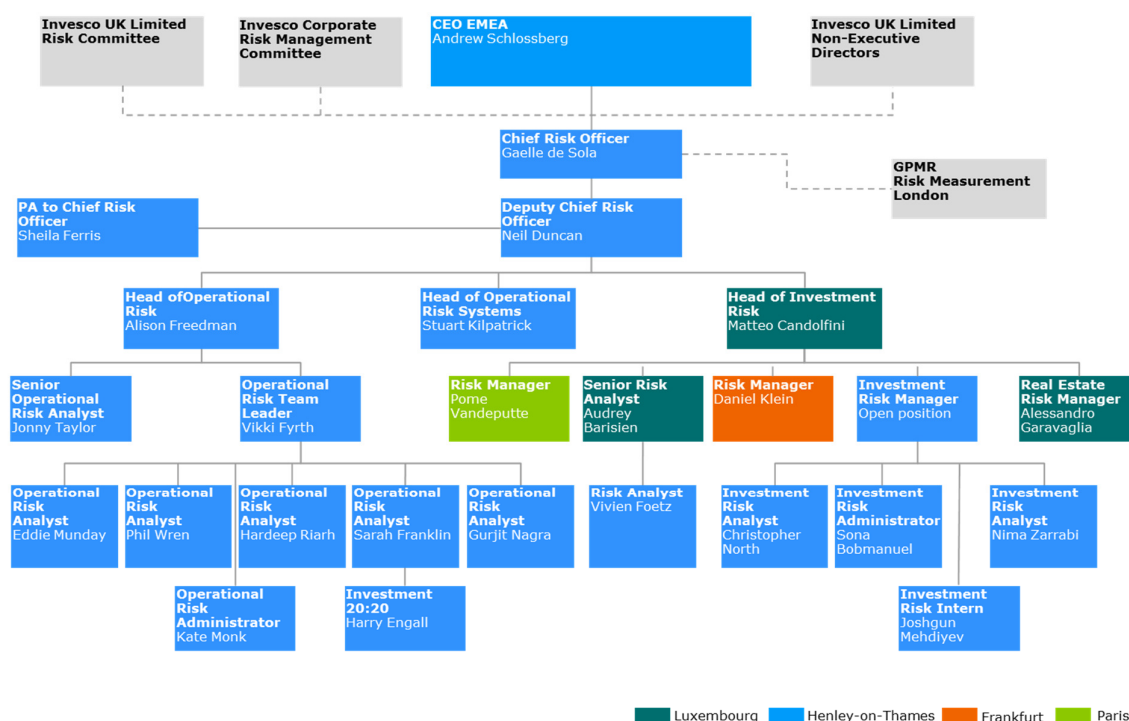 Invesco UK Limited
Risk Committee
Invesco Corporate
Risk Management
Committee
CEO EMEA
Andrew Schlossberg
Invesco UK Limited
Non-Executive
Directors
Chief Risk Officer
Gaelle de Sola
GPMR
Risk Measurement
London
PA to Chief Risk
Officer
Sheila Ferris
Deputy Chief Risk
Officer
Neil Duncan
Head ofOperational
Risk
Alison Freedman
Head of Operational
Risk Systems
Stuart Kilpatrick
Head of Investment
Risk
Matteo Candolfini
Senior
Operational
Risk Analyst
Jonny Taylor
Operational
Risk Team
Leader
Vikki Fyrth
Risk Manager
Pome
Vandeputte
Senior Risk
Analyst
Audrey
Barisien
Risk Manager
Daniel Klein
Investment
Risk Manager
Open position
Real Estate
Risk Manager
Alessandro
Garavaglia
Operational
Risk
Analyst
Eddie Munday
Operational
Risk
Analyst
Phil Wren
Operational
Risk
Analyst
Hardeep Riarh
Operational
Risk
Analyst
Sarah Franklin
Operational
Risk
Analyst
Gurjit Nagra
Risk Analyst
Vivien Foetz
Investment
Risk
Analyst
Christopher
North
Investment
Risk
Administrator
Sona
Bobmanuel
Investment
Risk
Analyst
Nima Zarrabi
Operational
Risk
Administrator
Kate Monk
Investment
20:20
Harry Engall
Investment
Risk Intern
Joshgun
Mehdiyev
Luxembourg
Henley-on-Thames
Frankfurt
Paris